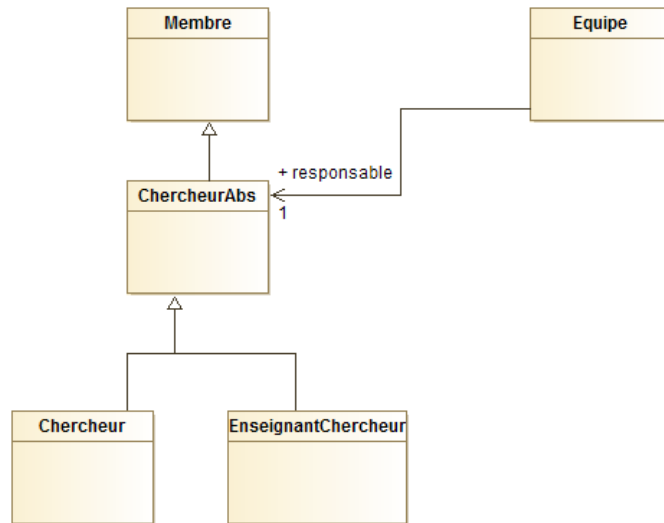 Membre
Equipe
+ responsable
ChercheurAbs
1
Chercheur
EnseignantChercheur